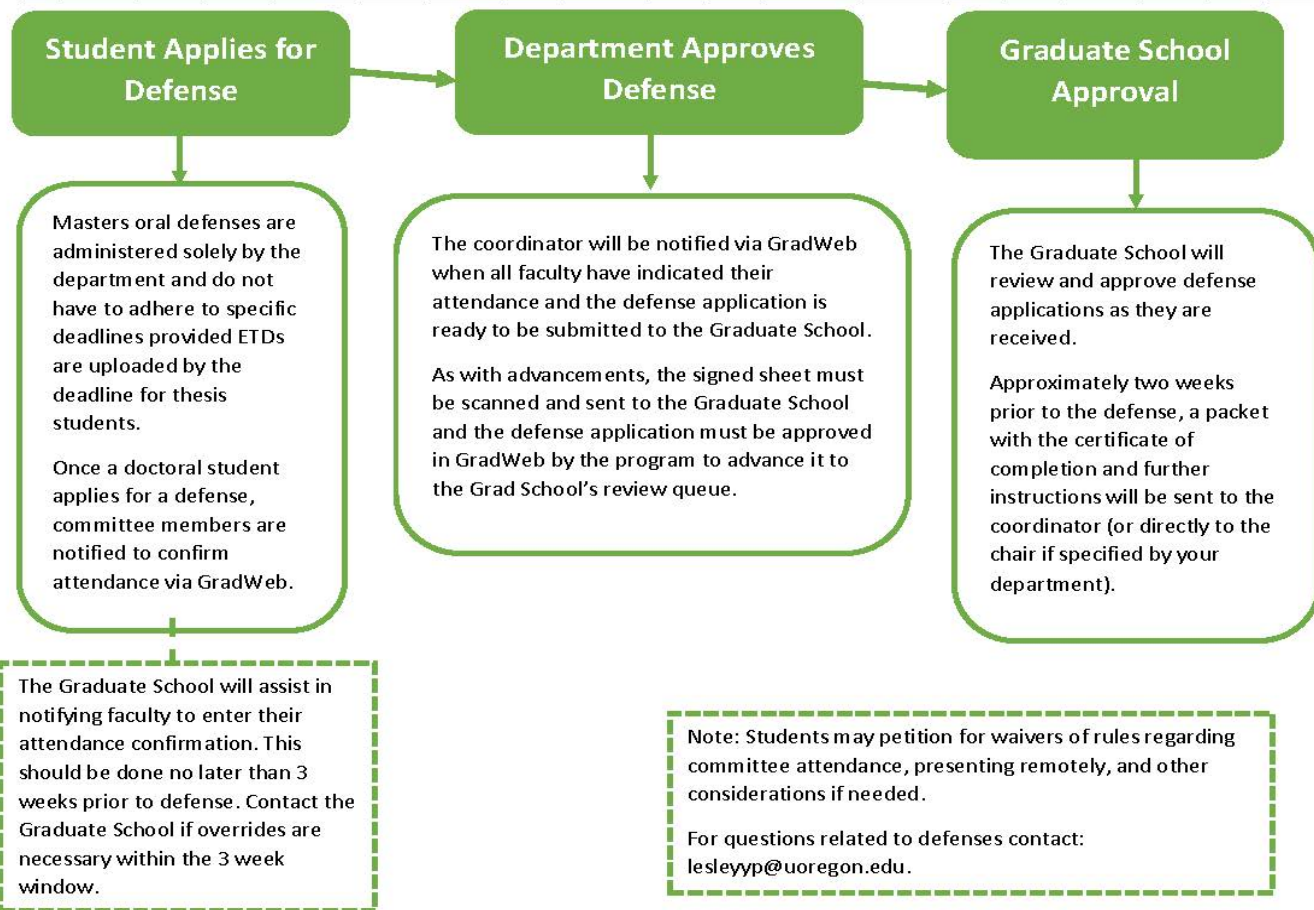 Student Applies for
Defense
Department Approves
Defense
Graduate School
Approval
Masters oral defenses are
administered solely by the
department and do not
have to adhere to specific
deadlines provided ETDs
are uploaded by the
deadline for thesis
students.
Once a doctoral student
applies for a defense,
committee members are
notified to confirm
attendance via GradWeb.
The Graduate School will assist in
notifying faculty to enter their
attendance confirmation. This
should be done no later than 3
weeks prior to defense. Contact the
Graduate School if overrides are
necessary within the 3 week
window.
The coordinator will be notified via GradWeb
when all faculty have indicated their
attendance and the defense application is
ready to be submitted to the Graduate School.
As with advancements, the signed sheet must
be scanned and sent to the Graduate School
and the defense application must be approved
in GradWeb by the program to advance it to
the Grad School's review queue.
The Graduate School will
review and approve defense
applications as they are
received.
Approximately two weeks
prior to the defense, a packet
with the certificate of
completion and further
instructions will be sent to the
coordinator (or directly to the
chair if specified by your
department).
Note: Students may petition for waivers of rules regarding
committee attendance, presenting remotely, and other
considerations if needed.
For questions related to defenses contact:
lesleyyp@uoregon.edu.